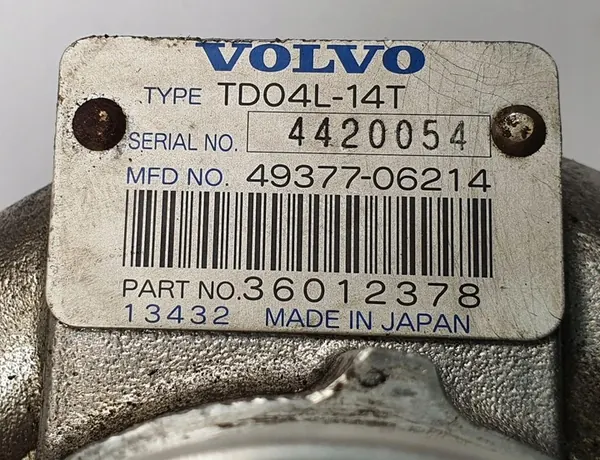 VOLVO
TYPE TD04L-14T
SERIAL NO. 4420054
MFD NO. 49377-06214
PART NO. 36012378
13432 MADE IN JAPAN